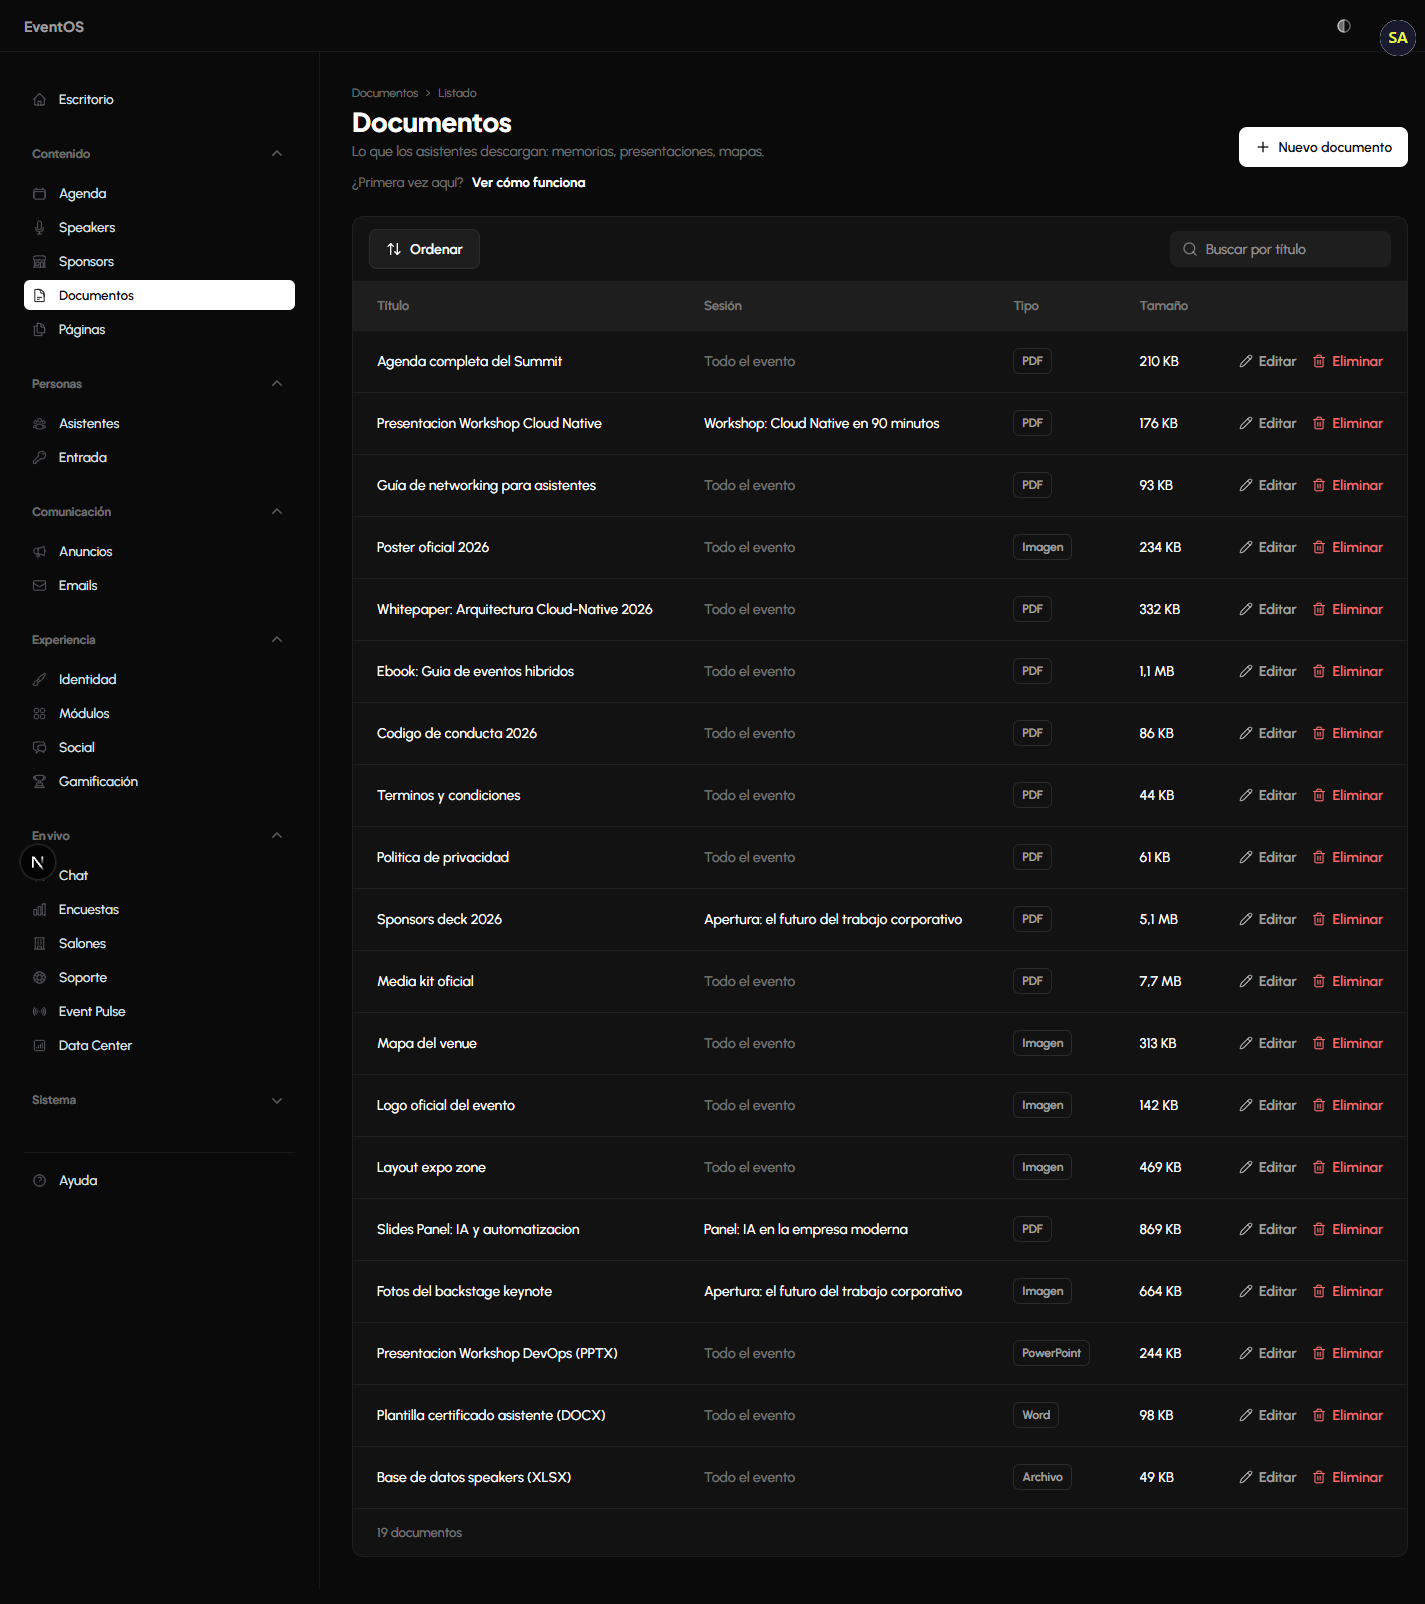 EventOS
SA
Escritorio
Contenido
Agenda
Speakers
Sponsors
Documentos
Páginas
Personas
Asistentes
Entrada
Comunicación
Anuncios
Emails
Experiencia
Identidad
Módulos
Social
Gamificación
En vivo
N
Chat
Encuestas
Salones
Soporte
Event Pulse
Data Center
Sistema
Ayuda
Documentos > Listado
Documentos
Lo que los asistentes descargan: memorias, presentaciones, mapas.
¿Primera vez aquí? Ver cómo funciona
+ Nuevo documento
Ordenar
Buscar por título
Título Sesión Tipo Tamaño
Agenda completa del Summit Todo el evento PDF 210 KB Editar Eliminar
Presentacion Workshop Cloud Native Workshop: Cloud Native en 90 minutos PDF 176 KB Editar Eliminar
Guía de networking para asistentes Todo el evento PDF 93 KB Editar Eliminar
Poster oficial 2026 Todo el evento Imagen 234 KB Editar Eliminar
Whitepaper: Arquitectura Cloud-Native 2026 Todo el evento PDF 332 KB Editar Eliminar
Ebook: Guia de eventos hibridos Todo el evento PDF 1,1 MB Editar Eliminar
Codigo de conducta 2026 Todo el evento PDF 86 KB Editar Eliminar
Terminos y condiciones Todo el evento PDF 44 KB Editar Eliminar
Politica de privacidad Todo el evento PDF 61 KB Editar Eliminar
Sponsors deck 2026 Apertura: el futuro del trabajo corporativo PDF 5,1 MB Editar Eliminar
Media kit oficial Todo el evento PDF 7,7 MB Editar Eliminar
Mapa del venue Todo el evento Imagen 313 KB Editar Eliminar
Logo oficial del evento Todo el evento Imagen 142 KB Editar Eliminar
Layout expo zone Todo el evento Imagen 469 KB Editar Eliminar
Slides Panel: IA y automatizacion Panel: IA en la empresa moderna PDF 869 KB Editar Eliminar
Fotos del backstage keynote Apertura: el futuro del trabajo corporativo Imagen 664 KB Editar Eliminar
Presentacion Workshop DevOps (PPTX) Todo el evento PowerPoint 244 KB Editar Eliminar
Plantilla certificado asistente (DOCX) Todo el evento Word 98 KB Editar Eliminar
Base de datos speakers (XLSX) Todo el evento Archivo 49 KB Editar Eliminar
19 documentos